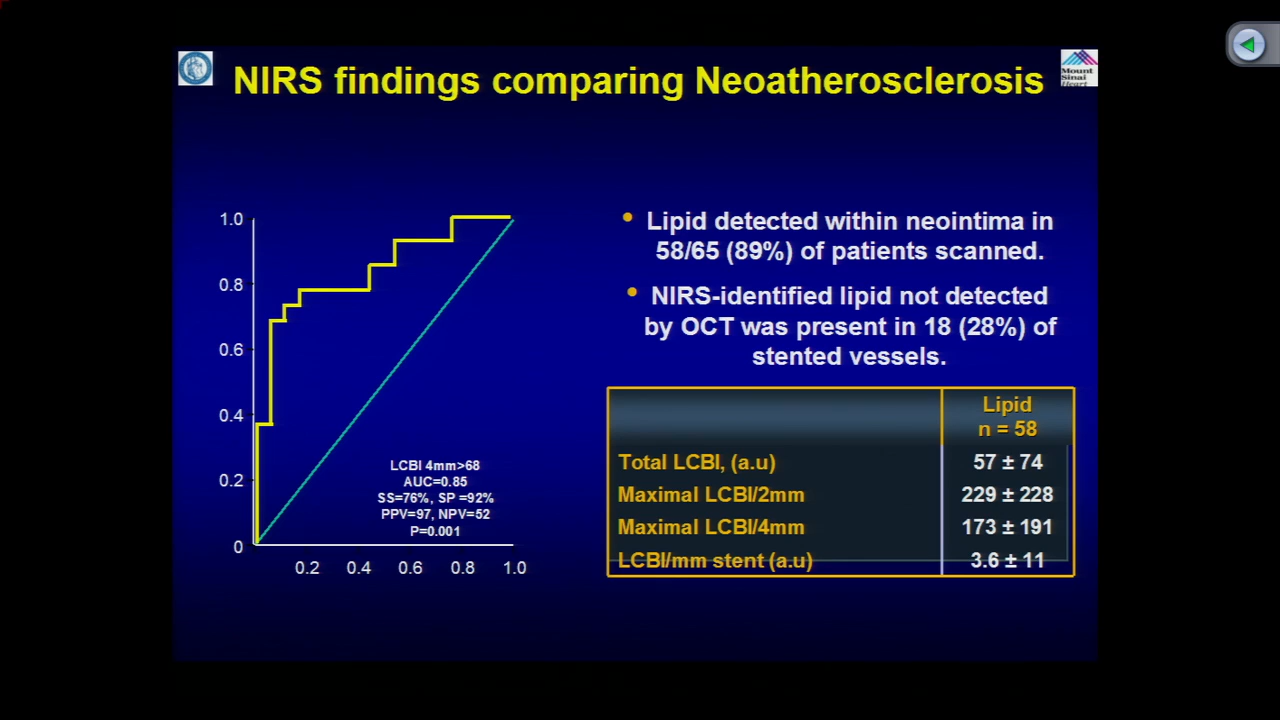 NIRS findings comparing Neoatherosclerosis
Mount
Sinai
Heart
1.0
0.8
0.6
0.4
0.2
0
0.2 0.4 0.6 0.8 1.0
LCBI 4mm>68
AUC=0.85
SS=76%, SP =92%
PPV=97, NPV=52
P=0.001
• Lipid detected within neointima in
58/65 (89%) of patients scanned.
• NIRS-identified lipid not detected
by OCT was present in 18 (28%) of
stented vessels.
Lipid
n = 58
Total LCBI, (a.u) 57 ± 74
Maximal LCBI/2mm 229 ± 228
Maximal LCBI/4mm 173 ± 191
LCBI/mm stent (a.u) 3.6 ± 11